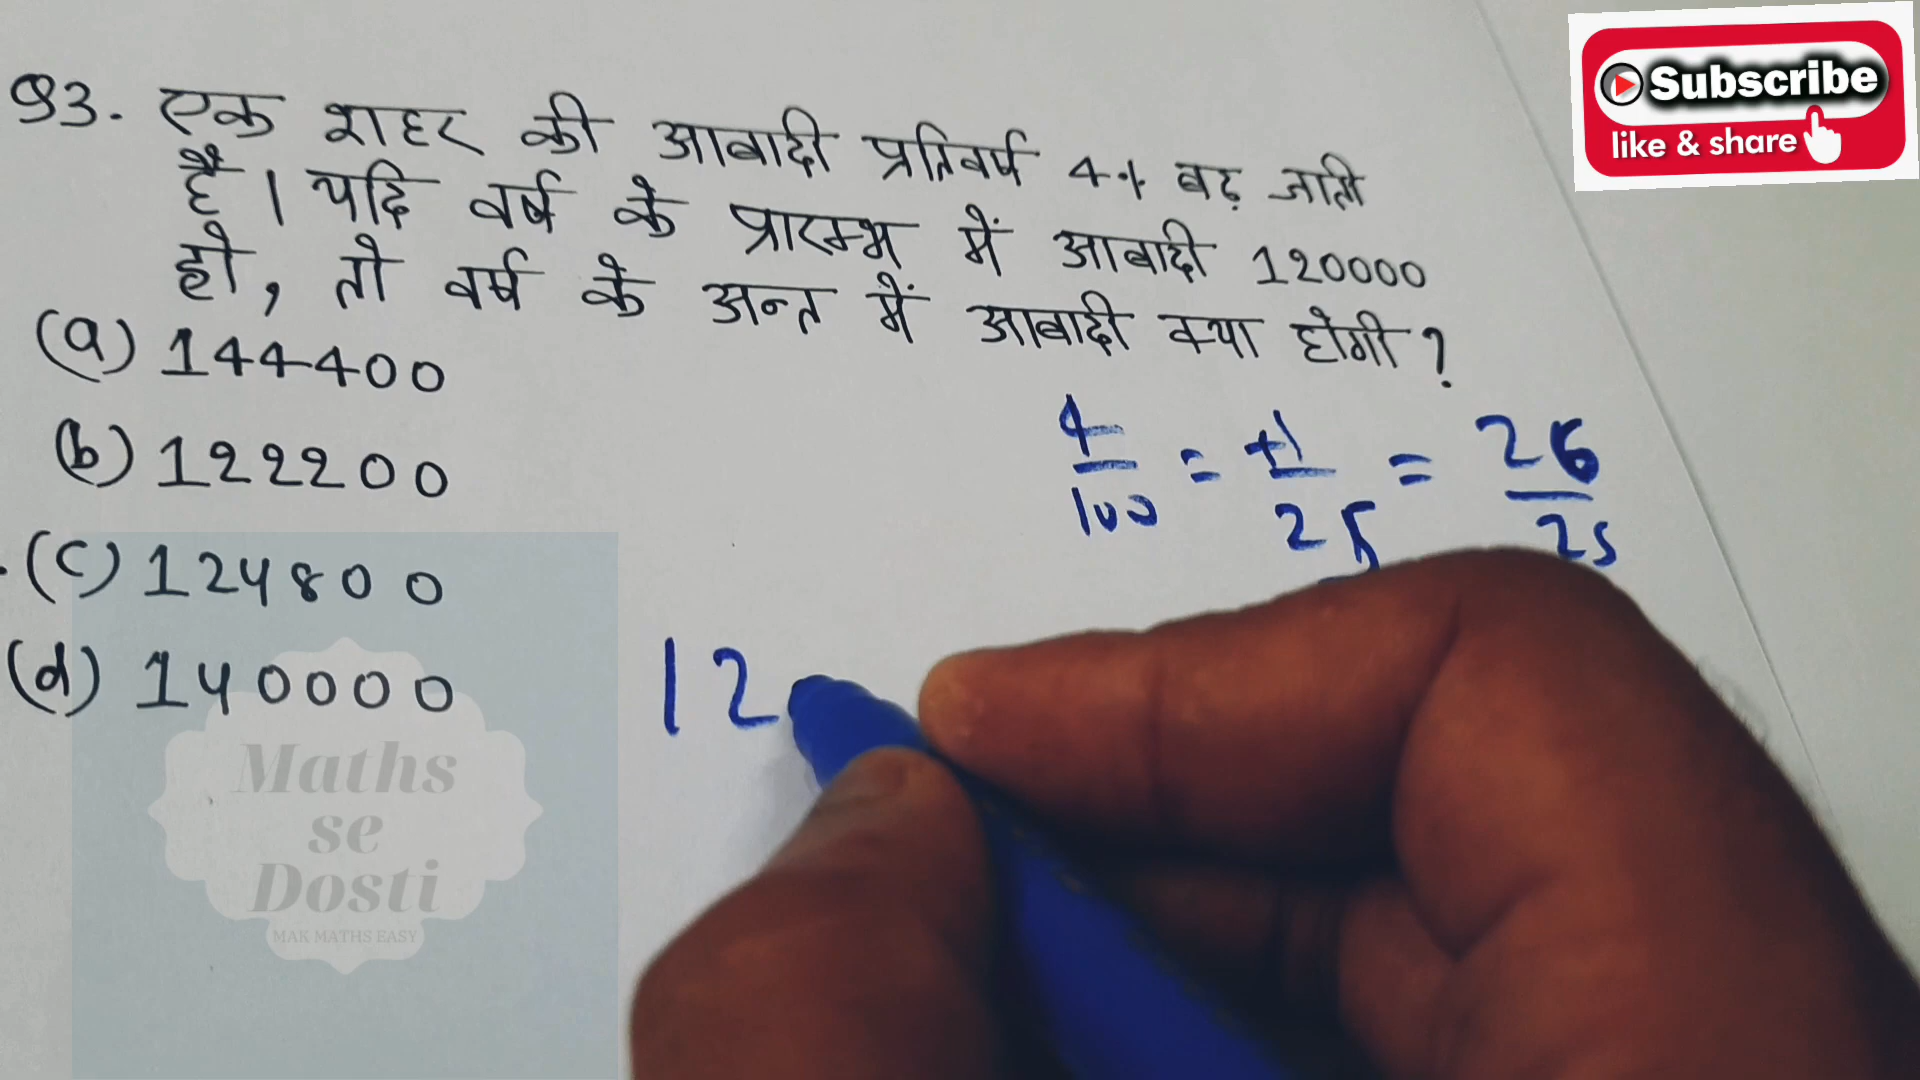 Q3. एक शहर की आबादी प्रतिवर्ष 4% बढ़ जाती
है। यदि वर्ष के प्रारम्भ में आबादी 120000
हो, तो वर्ष के अन्त में आबादी क्या होगी?
(a) 144400
(b) 122200
(c) 124800
(d) 140000
4/100 = +1/25 = 26/25
12
Subscribe
like & share
Maths
se
Dosti
MAK MATHS EASY